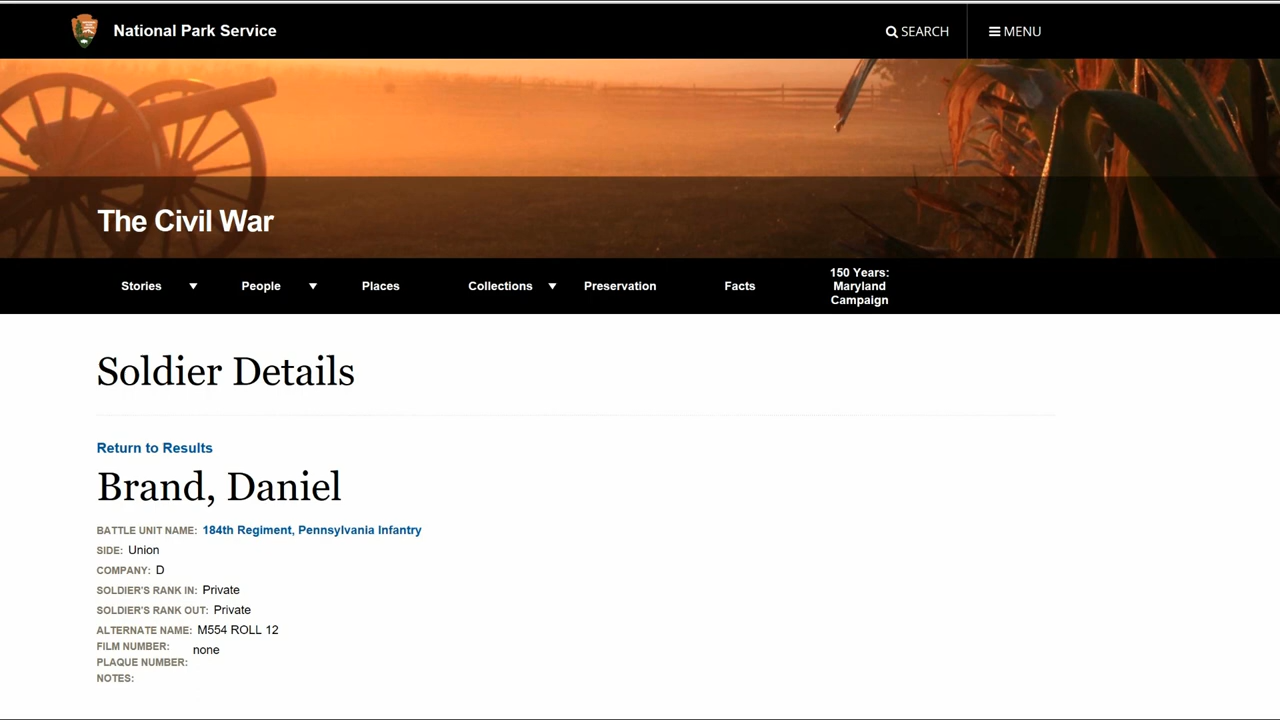 National Park Service
SEARCH
MENU
The Civil War
Stories
People
Places
Collections
Preservation
Facts
150 Years:
Maryland
Campaign
Soldier Details
Return to Results
Brand, Daniel
BATTLE UNIT NAME: 184th Regiment, Pennsylvania Infantry
SIDE: Union
COMPANY: D
SOLDIER'S RANK IN: Private
SOLDIER'S RANK OUT: Private
ALTERNATE NAME: M554 ROLL 12
FILM NUMBER: none
PLAQUE NUMBER:
NOTES: